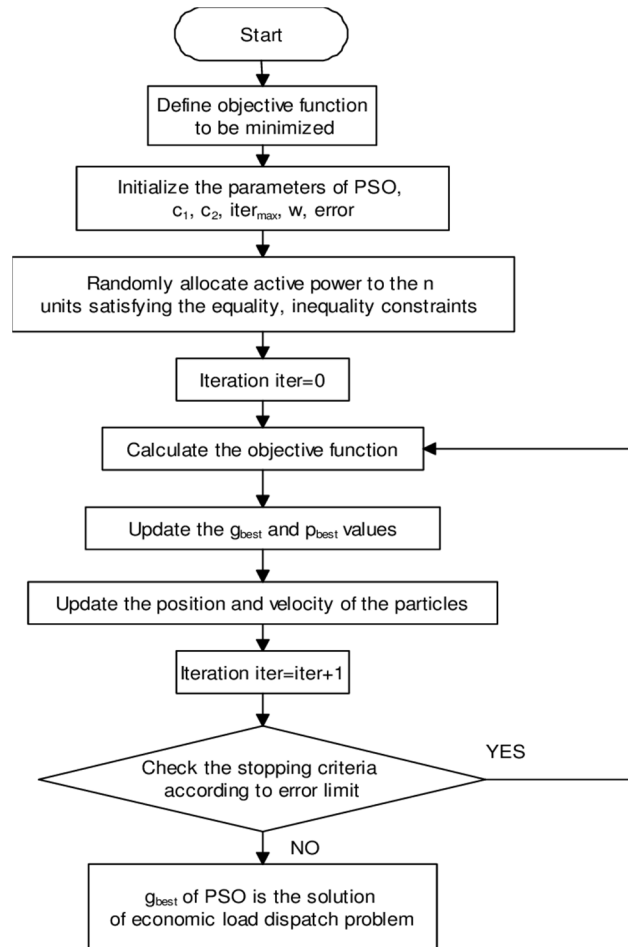 Start
Define objective function
to be minimized
Initialize the parameters of PSO,
c₁, c₂, iterₘₐₓ, w, error
Randomly allocate active power to the n
units satisfying the equality, inequality constraints
Iteration iter=0
Calculate the objective function
Update the g_best and p_best values
Update the position and velocity of the particles
Iteration iter=iter+1
Check the stopping criteria
according to error limit
YES
NO
g_best of PSO is the solution
of economic load dispatch problem